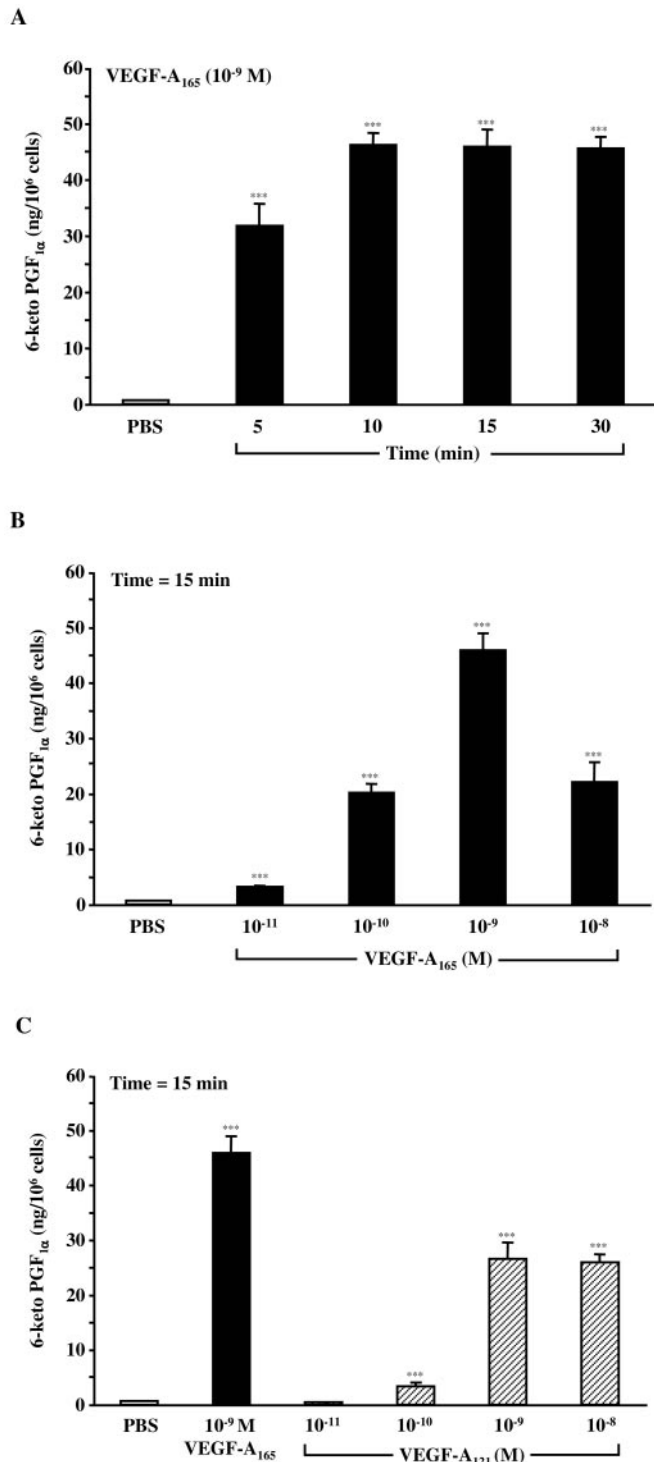 A
VEGF-A₁₆₅ (10⁻⁹ M)
60
50
40
30
20
10
0
6-keto PGF₁α (ng/10⁶ cells)
***
***
***
***
PBS 5 10 15 30
Time (min)
B
Time = 15 min
60
50
40
30
20
10
0
6-keto PGF₁α (ng/10⁶ cells)
***
***
***
***
PBS 10⁻¹¹ 10⁻¹⁰ 10⁻⁹ 10⁻⁸
VEGF-A₁₆₅ (M)
C
Time = 15 min
60
50
40
30
20
10
0
6-keto PGF₁α (ng/10⁶ cells)
***
***
***
***
PBS 10⁻⁹ M 10⁻¹¹ 10⁻¹⁰ 10⁻⁹ 10⁻⁸
VEGF-A₁₆₅ VEGF-A₁₂₁ (M)